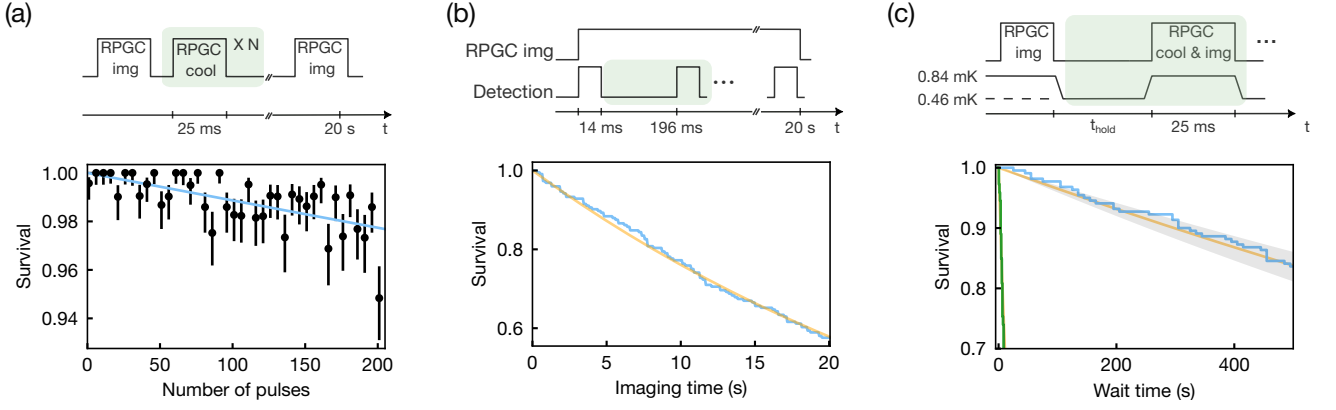 (a)
RPGC
img
RPGC
cool
X N
RPGC
img
25 ms
20 s
t
1.00
0.98
0.96
0.94
Survival
0
50
100
150
200
Number of pulses
(b)
RPGC img
Detection
14 ms
196 ms
20 s
t
1.0
0.8
0.6
Survival
0
5
10
15
20
Imaging time (s)
(c)
RPGC
img
RPGC
cool & img
0.84 mK
0.46 mK
t_hold
25 ms
t
1.0
0.9
0.8
0.7
Survival
0
200
400
Wait time (s)